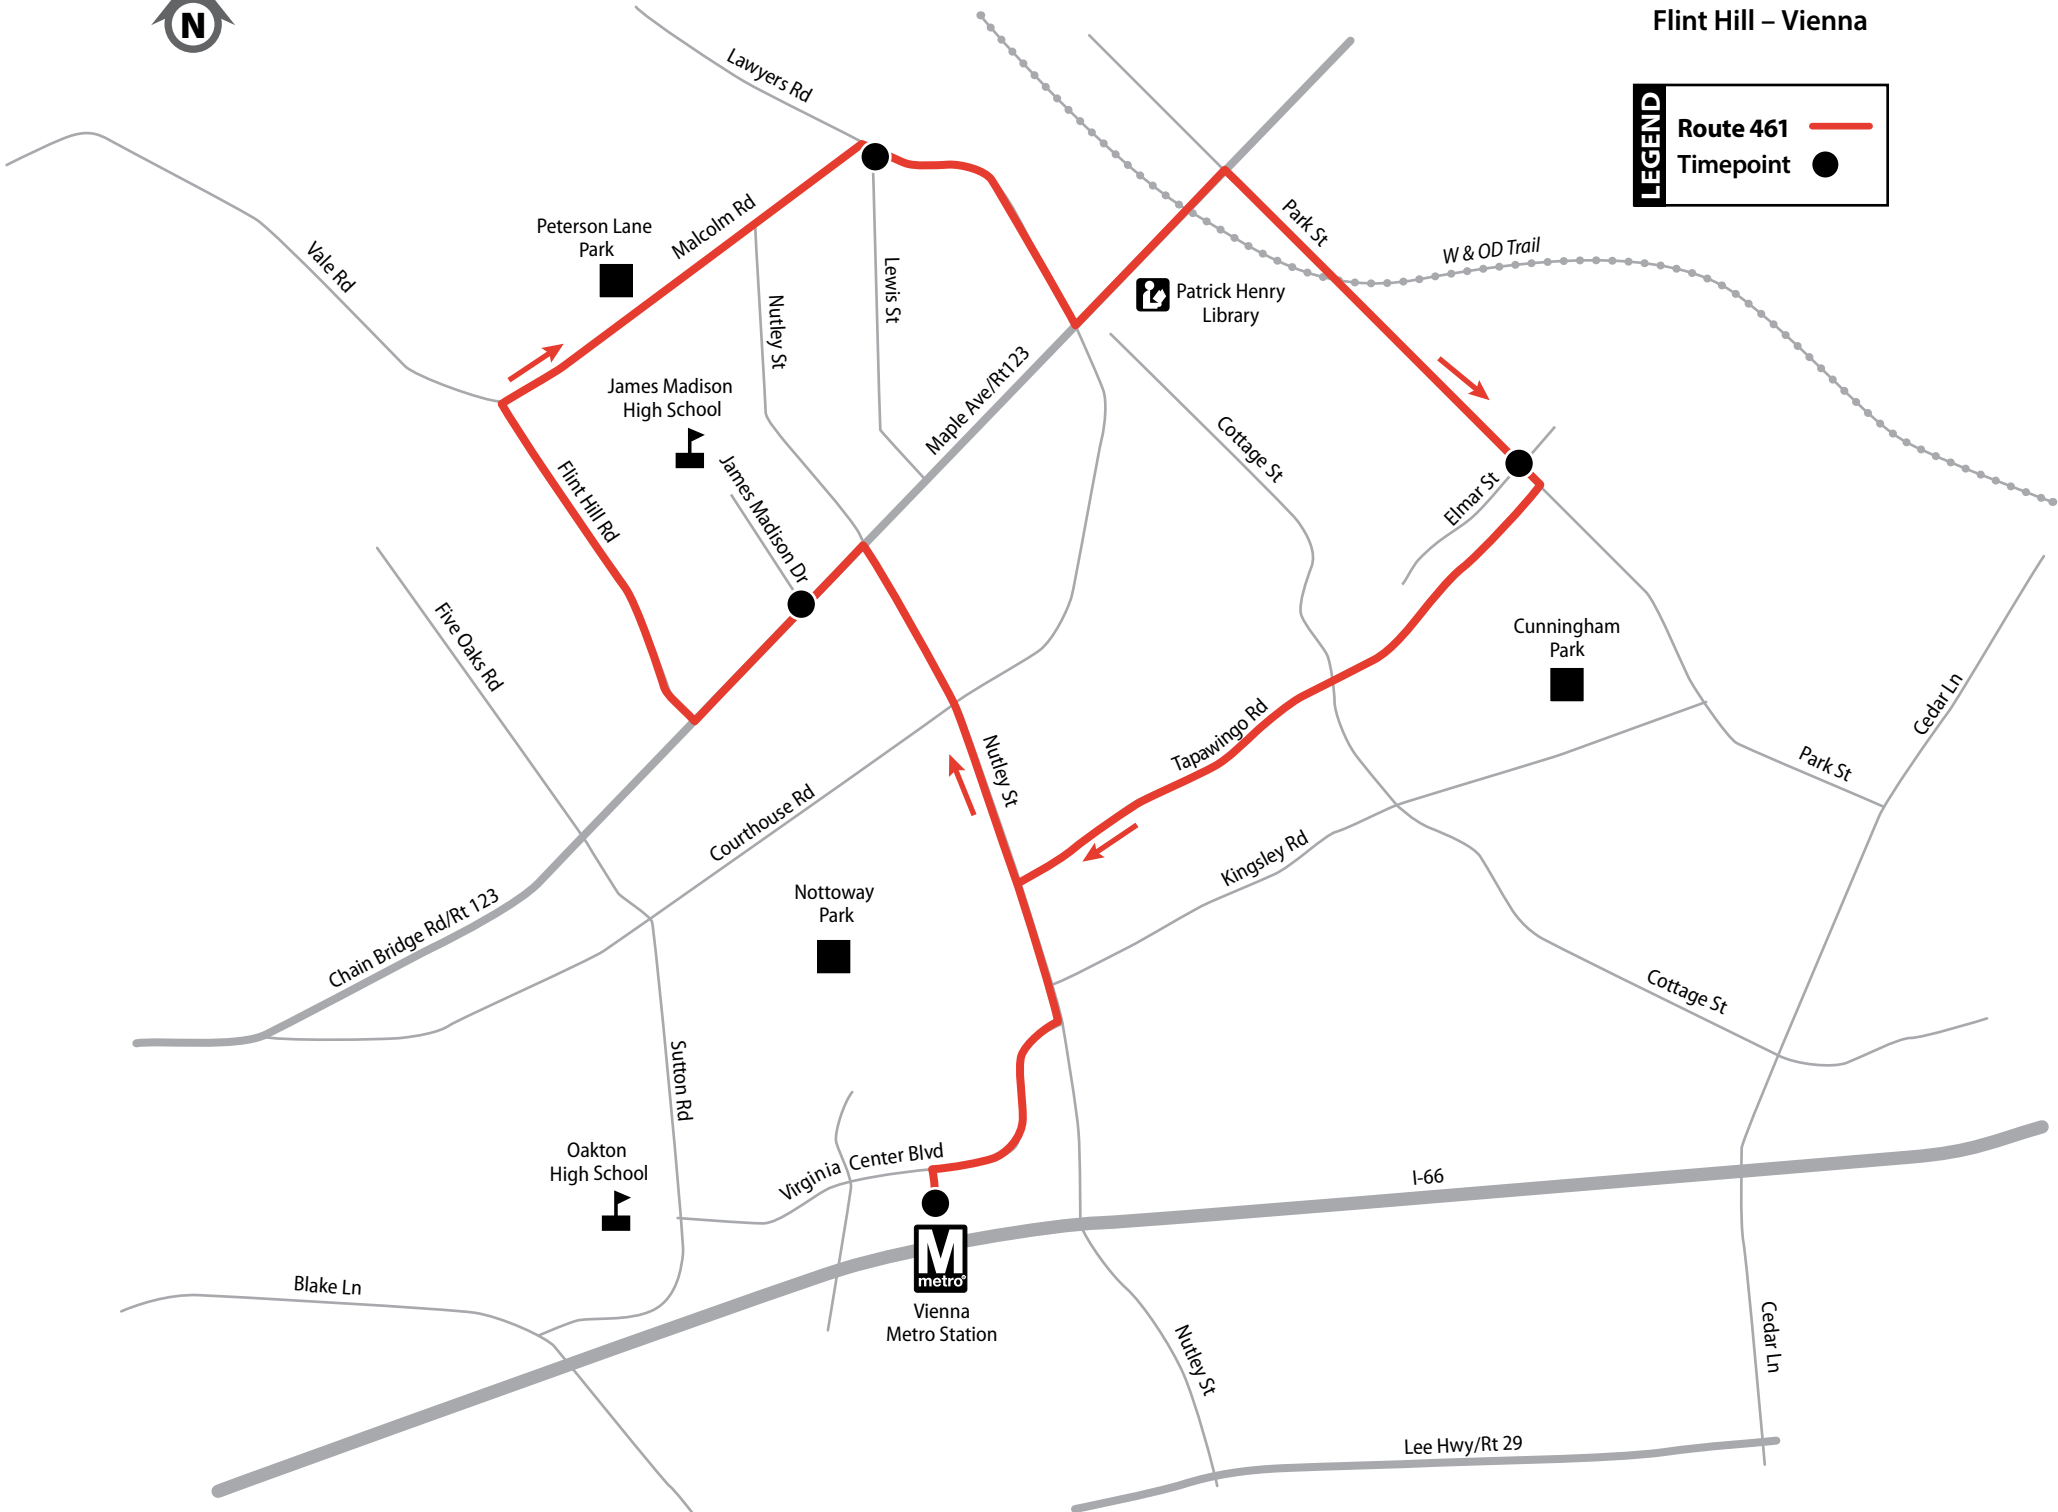 N
Flint Hill – Vienna
LEGEND
Route 461
Timepoint
Lawyers Rd
Vale Rd
Peterson Lane
Park
Malcolm Rd
Park St
W & OD Trail
Nutley St
Lewis St
Patrick Henry
Library
James Madison
High School
Maple Ave/Rt123
Cottage St
Flint Hill Rd
James Madison Dr
Elmar St
Five Oaks Rd
Cunningham
Park
Cedar Ln
Tapawingo Rd
Nutley St
Park St
Courthouse Rd
Kingsley Rd
Chain Bridge Rd/Rt 123
Nottoway
Park
Cottage St
Sutton Rd
Oakton
High School
Virginia Center Blvd
I-66
M
metro
Blake Ln
Vienna
Metro Station
Nutley St
Cedar Ln
Lee Hwy/Rt 29